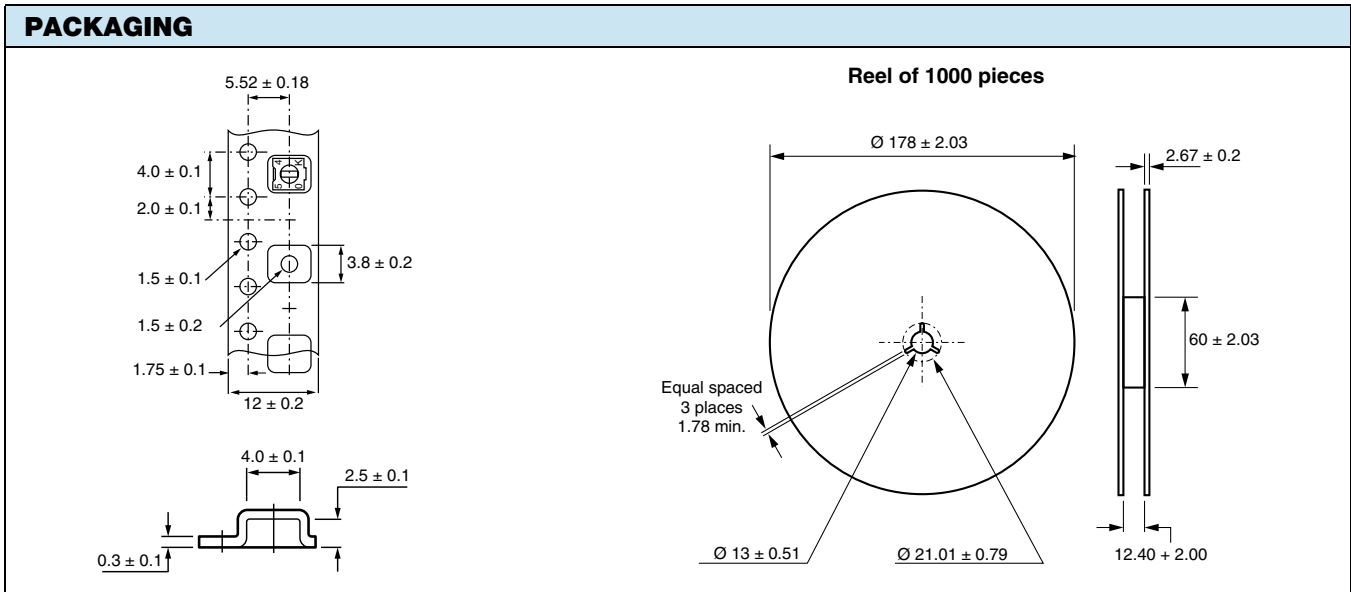 PACKAGING
5.52 ± 0.18
4.0 ± 0.1
2.0 ± 0.1
1.5 ± 0.1
1.5 ± 0.2
1.75 ± 0.1
12 ± 0.2
3.8 ± 0.2
4
K
5
0
4.0 ± 0.1
2.5 ± 0.1
0.3 ± 0.1
Reel of 1000 pieces
Ø 178 ± 2.03
2.67 ± 0.2
60 ± 2.03
Equal spaced
3 places
1.78 min.
Ø 13 ± 0.51
Ø 21.01 ± 0.79
12.40 + 2.00